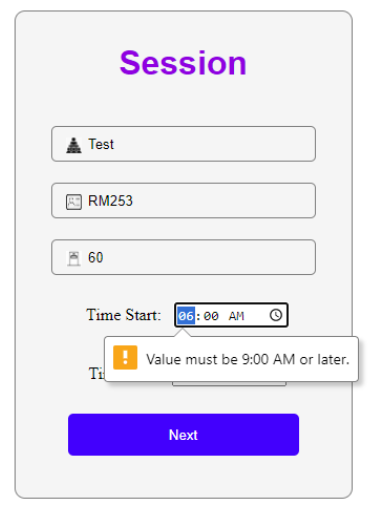 Session
Test
RM253
60
Time Start: 06:00 AM
Value must be 9:00 AM or later.
Next